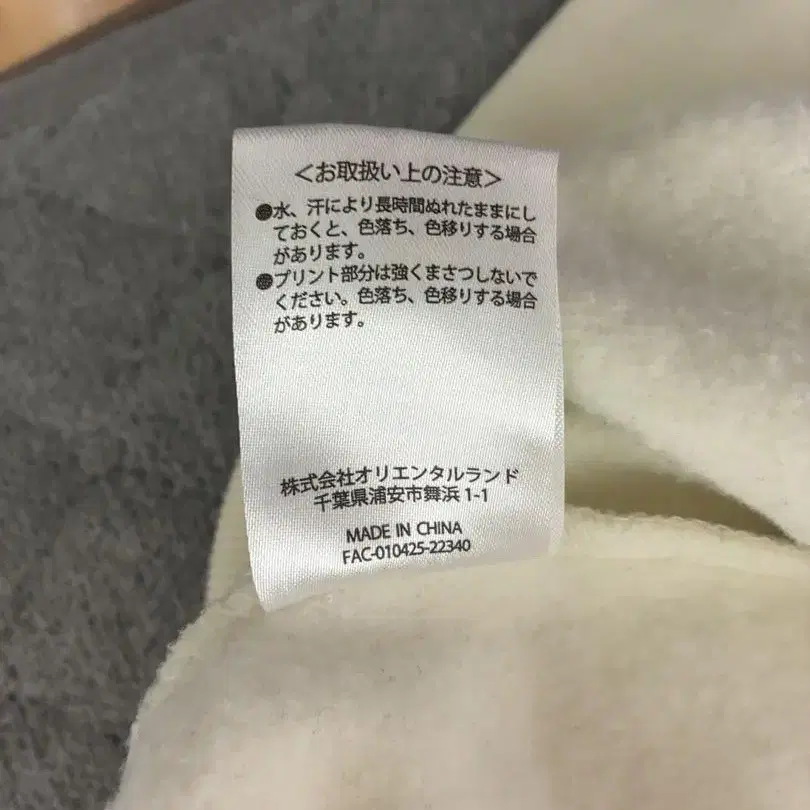 ＜お取扱い上の注意＞
●水、汗により長時間ぬれたままにし
ておくと、色落ち、色移りする場合
があります。
●プリント部分は強くまさつしないで
ください。色落ち、色移りする場合
があります。
株式会社オリエンタルランド
千葉県浦安市舞浜1-1
MADE IN CHINA
FAC-010425-22340